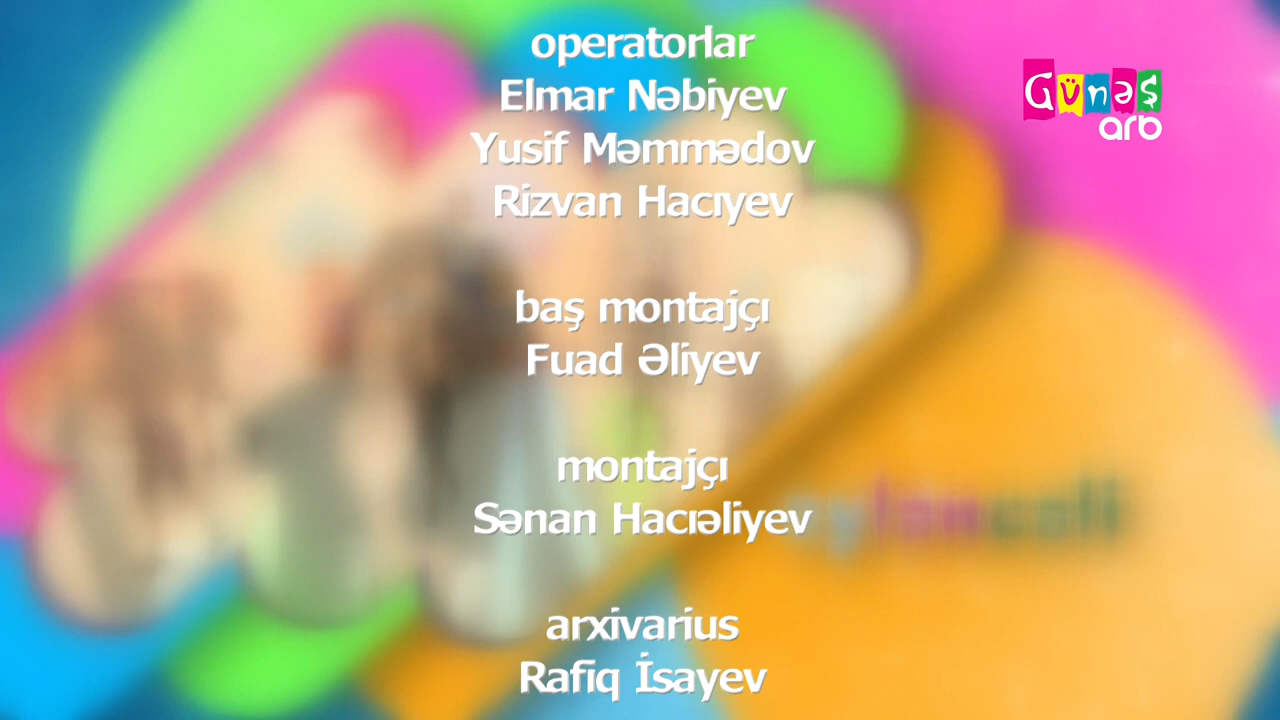 operatorlar
Elmar Nəbiyev
Yusif Məmmədov
Rizvan Hacıyev
baş montajçı
Fuad Əliyev
montajçı
Sənan Hacıəliyev
arxivarius
Rafiq İsayev
Günəş
arb